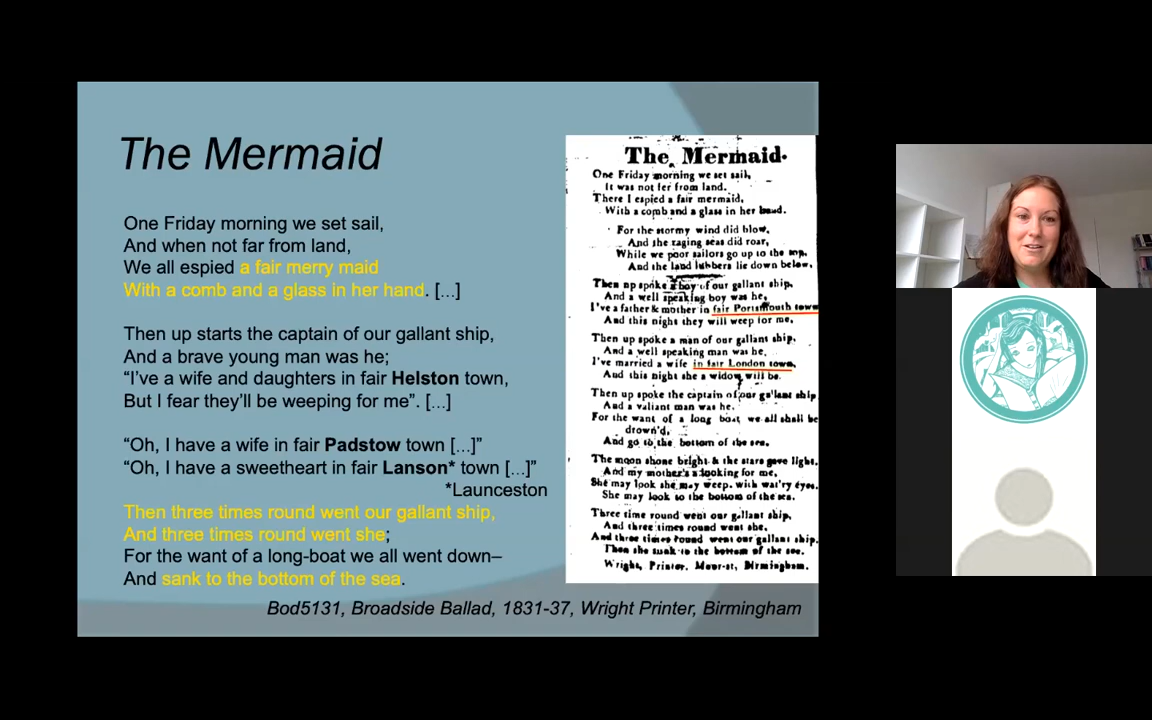 The Mermaid
One Friday morning we set sail,
And when not far from land,
We all espied a fair merry maid
With a comb and a glass in her hand. [...]
Then up starts the captain of our gallant ship,
And a brave young man was he;
“I've a wife and daughters in fair Helston town,
But I fear they'll be weeping for me”. [...]
“Oh, I have a wife in fair Padstow town [...]”
“Oh, I have a sweetheart in fair Lanson* town [...]”
*Launceston
Then three times round went our gallant ship,
And three times round went she;
For the want of a long-boat we all went down–
And sank to the bottom of the sea.
The Mermaid.
One Friday morning we set sail,
It was not fer from land.
There I espied a fair mermaid,
With a comb and a glass in her hand.
For the stormy wind did blow,
And the raging seas did roar,
While we poor sailors go up to the top,
And the land lubbers lie down below,
Then up spoke a boy of our gallant ship,
And a well speaking boy was he,
I've a father & mother in fair Portsmouth town
And this night they will weep for me,
Then up spoke a man of our gallant ship,
And a well speaking man was he,
I've married a wife in fair London town,
And this night she a widow will be.
Then up spoke the captain of our gallant ship
And a valiant man was he,
For the want of a long boat we all shall be
drown'd,
And go to the bottom of the sea,
The moon shone bright & the stars gave light,
And my mother's a looking for me,
She may look she may weep, with wat'ry eyes,
She may look to the bottom of the sea.
Three time round went our gallant ship,
And three times round went she,
And three times round went our gallant ship,
Then she sunk to the bottom of the sea.
Wright, Printer, Moor-st, Birmingham.
Bod5131, Broadside Ballad, 1831-37, Wright Printer, Birmingham